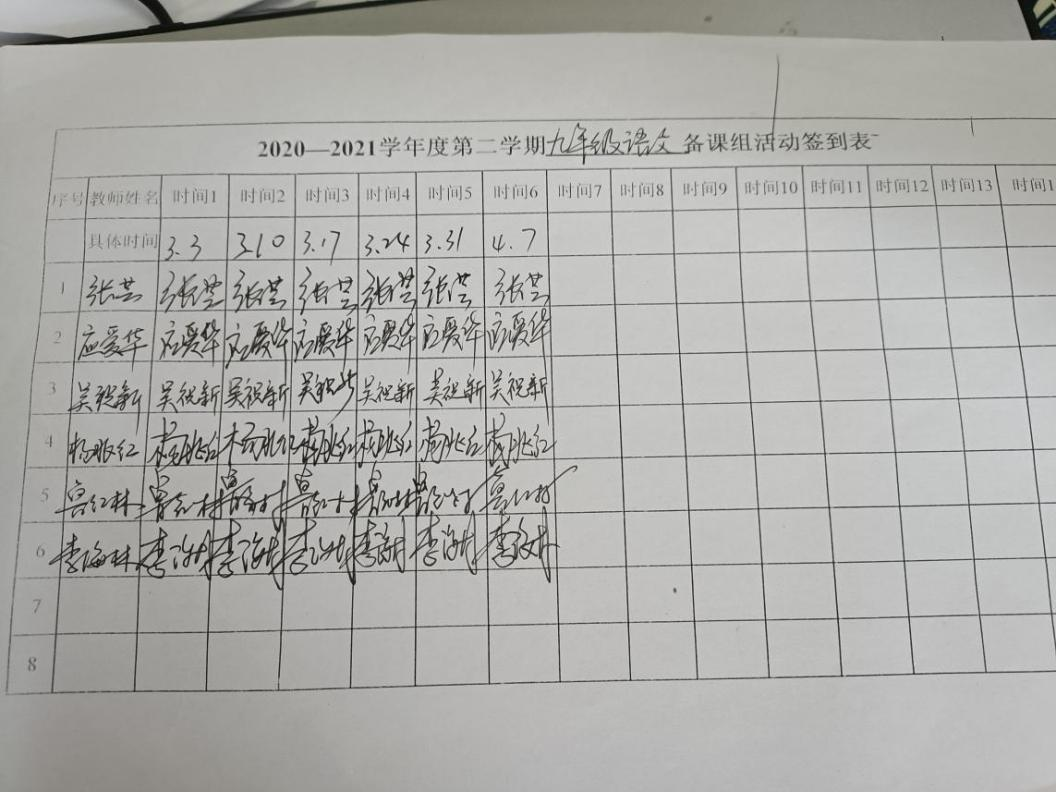 2020—2021学年度第二学期九年级语文备课组活动签到表
序号 教师姓名 时间1 时间2 时间3 时间4 时间5 时间6 时间7 时间8 时间9 时间10 时间11 时间12 时间13 时间1
具体时间 3.3 3.10 3.17 3.24 3.31 4.7
1 张芸 张芸 张芸 张芸 张芸 张芸 张芸
2 应爱华 应爱华 应爱华 应爱华 应爱华 应爱华 应爱华
3 吴祝新 吴祝新 吴祝新 吴祝新 吴祝新 吴祝新 吴祝新
4
5
6 李海林
7
8